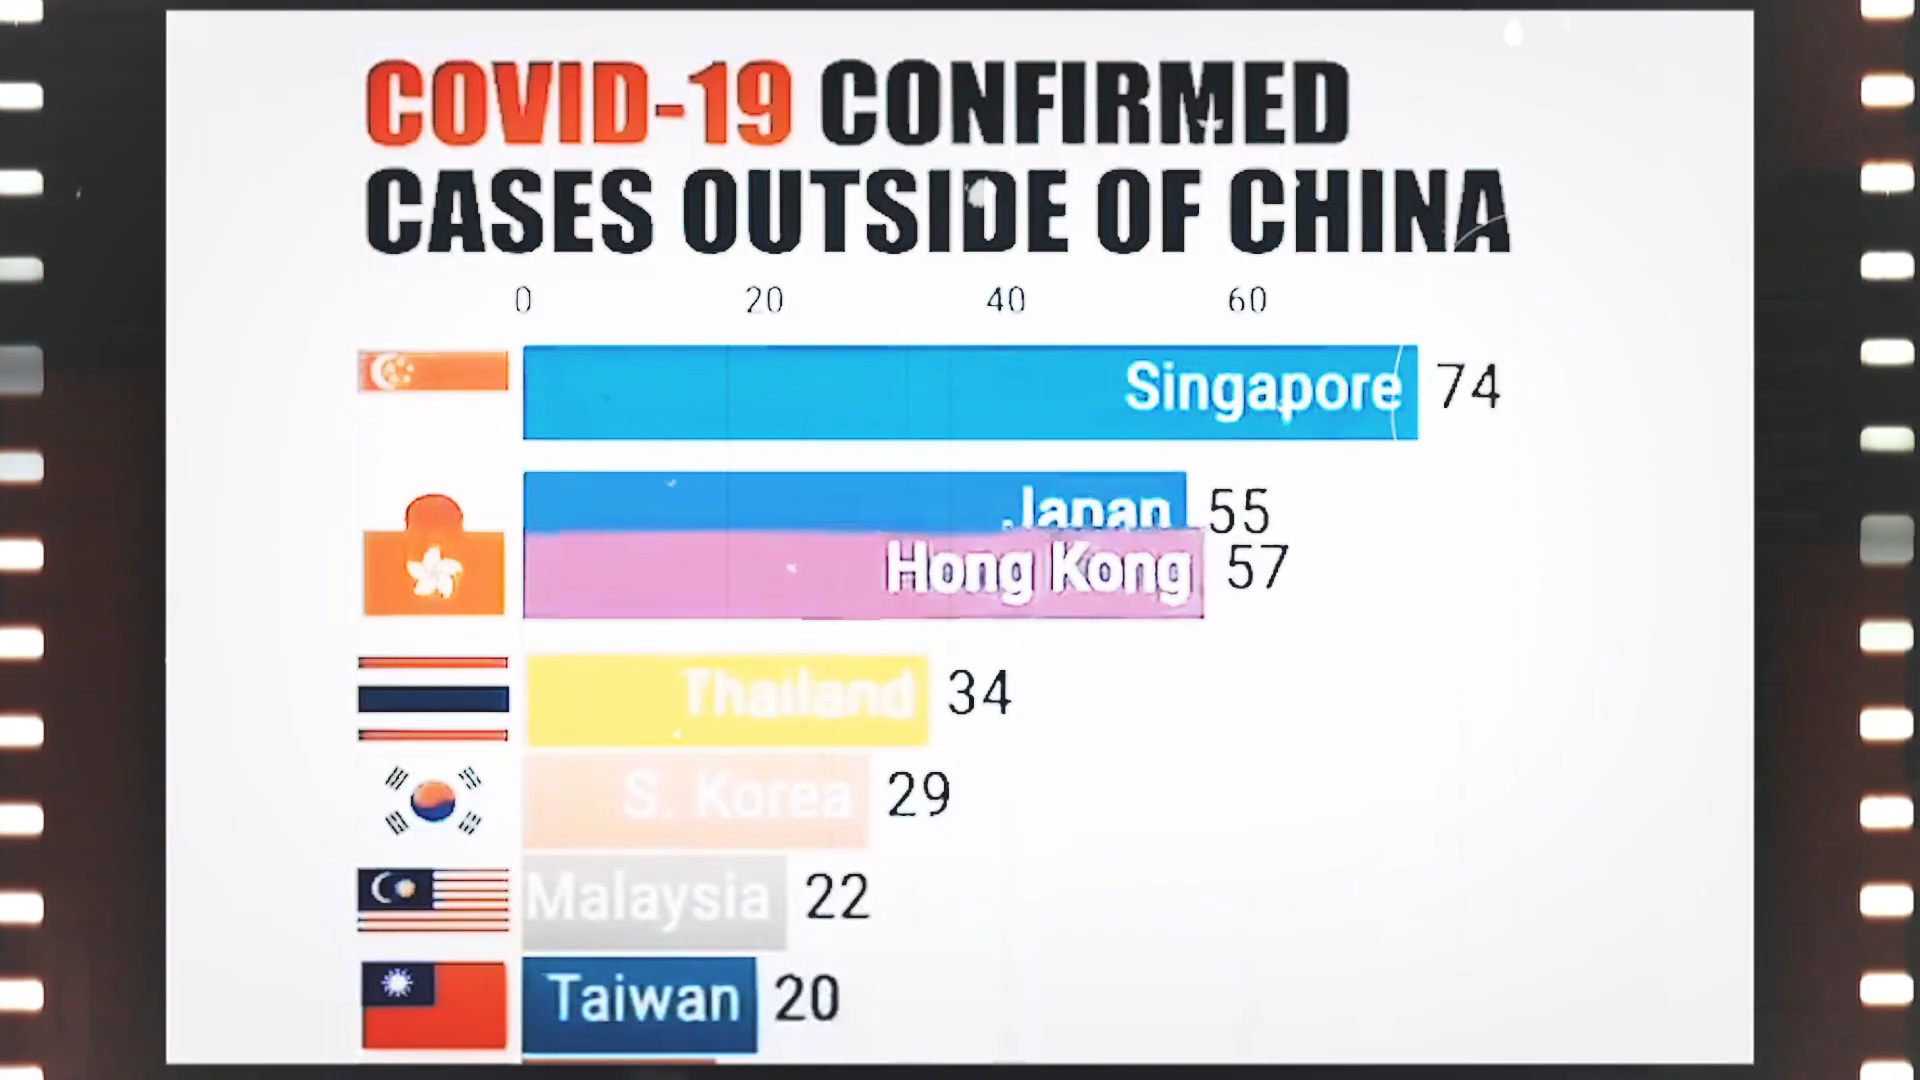 COVID-19 CONFIRMED
CASES OUTSIDE OF CHINA
0 20 40 60
Singapore 74
Japan 55
Hong Kong 57
Thailand 34
S. Korea 29
Malaysia 22
Taiwan 20